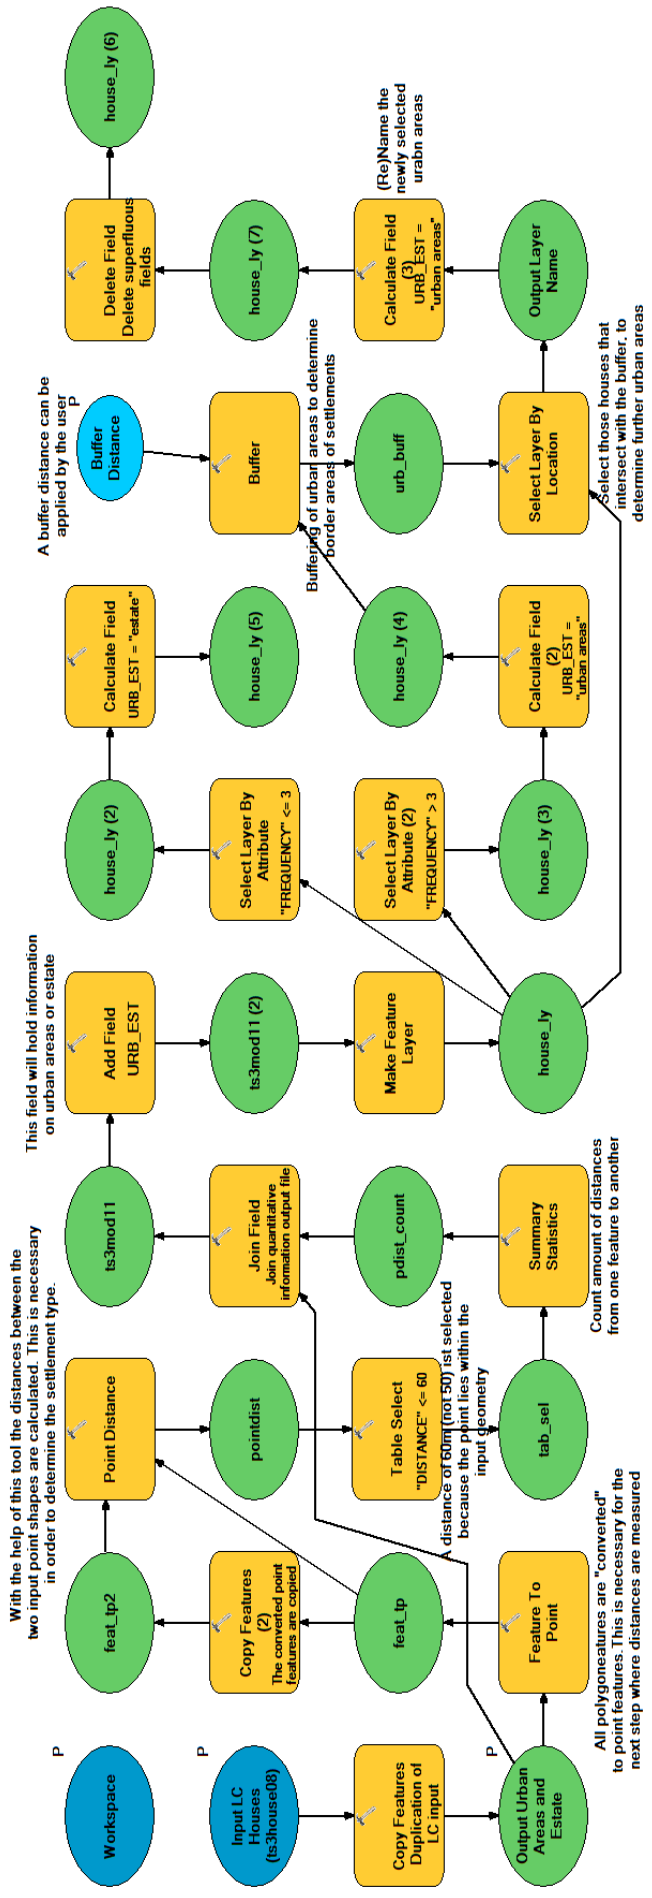 P
Workspace
P
Input LC
Houses
(ts3house08)
Copy Features
Duplication of
LC input
P
Output Urban
Areas and
Estate
Feature To
Point
All polygoneatures are "converted"
to point features.This is necessary for the
next step where distances are measured
feat_tp
Copy Features
(2)
The converted point
features are copied
feat_tp2
With the help of this tool the distances between the
two input point shapes are calculated. This is necessary
in order to determine the settlement type.
Point Distance
pointdist
Table Select
"DISTANCE" <= 60
A distance of 60m (not 50) ist selected
because the point lies within the
input geometry
tab_sel
Summary
Statistics
Count amount of distances
from one feature to another
pdist_count
Join Field
Join quantitative
information output file
ts3mod11
This field will hold information
on urban areas or estate
Add Field
URB_EST
ts3mod11 (2)
Make Feature
Layer
house_ly
Select Layer By
Attribute
"FREQUENCY" <= 3
house_ly (2)
Calculate Field
URB_EST = "estate"
house_ly (5)
Select Layer By
Attribute (2)
"FREQUENCY" > 3
house_ly (3)
Calculate Field
(2)
URB_EST =
"urban areas"
house_ly (4)
A buffer distance can be
applied by the user
P
Buffer
Distance
Buffer
Buffering of urban areas to determine
border areas of settlements
urb_buff
Select Layer By
Location
Select those houses that
intersect with the buffer, to
determine further urban areas
Output Layer
Name
Calculate Field
(3)
URB_EST =
"urban areas"
(Re)Name the
newly selected
urabn areas
house_ly (7)
Delete Field
Delete superfluous
fields
house_ly (6)